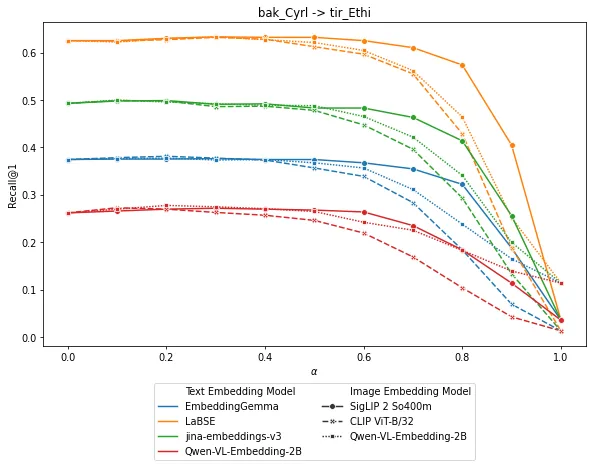 bak_Cyrl -> tir_Ethi
Recall@1
0.6
0.5
0.4
0.3
0.2
0.1
0.0
0.0 0.2 0.4 0.6 0.8 1.0
α
Text Embedding Model Image Embedding Model
EmbeddingGemma SigLIP 2 So400m
LaBSE CLIP ViT-B/32
jina-embeddings-v3 Qwen-VL-Embedding-2B
Qwen-VL-Embedding-2B